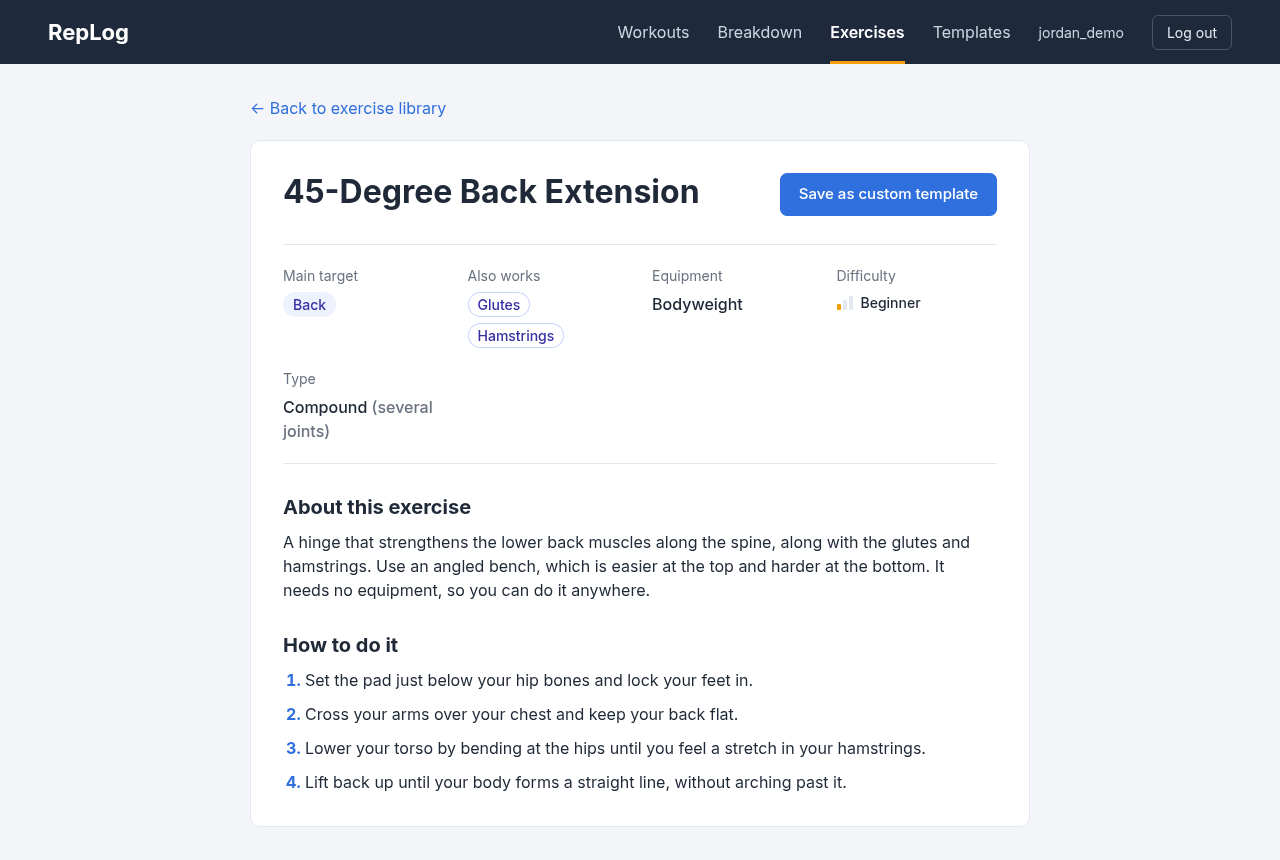 RepLog
Workouts Breakdown Exercises Templates jordan_demo Log out
← Back to exercise library
45-Degree Back Extension
Save as custom template
Main target
Back
Also works
Glutes
Hamstrings
Equipment
Bodyweight
Difficulty
Beginner
Type
Compound (several
joints)
About this exercise
A hinge that strengthens the lower back muscles along the spine, along with the glutes and
hamstrings. Use an angled bench, which is easier at the top and harder at the bottom. It
needs no equipment, so you can do it anywhere.
How to do it
1. Set the pad just below your hip bones and lock your feet in.
2. Cross your arms over your chest and keep your back flat.
3. Lower your torso by bending at the hips until you feel a stretch in your hamstrings.
4. Lift back up until your body forms a straight line, without arching past it.